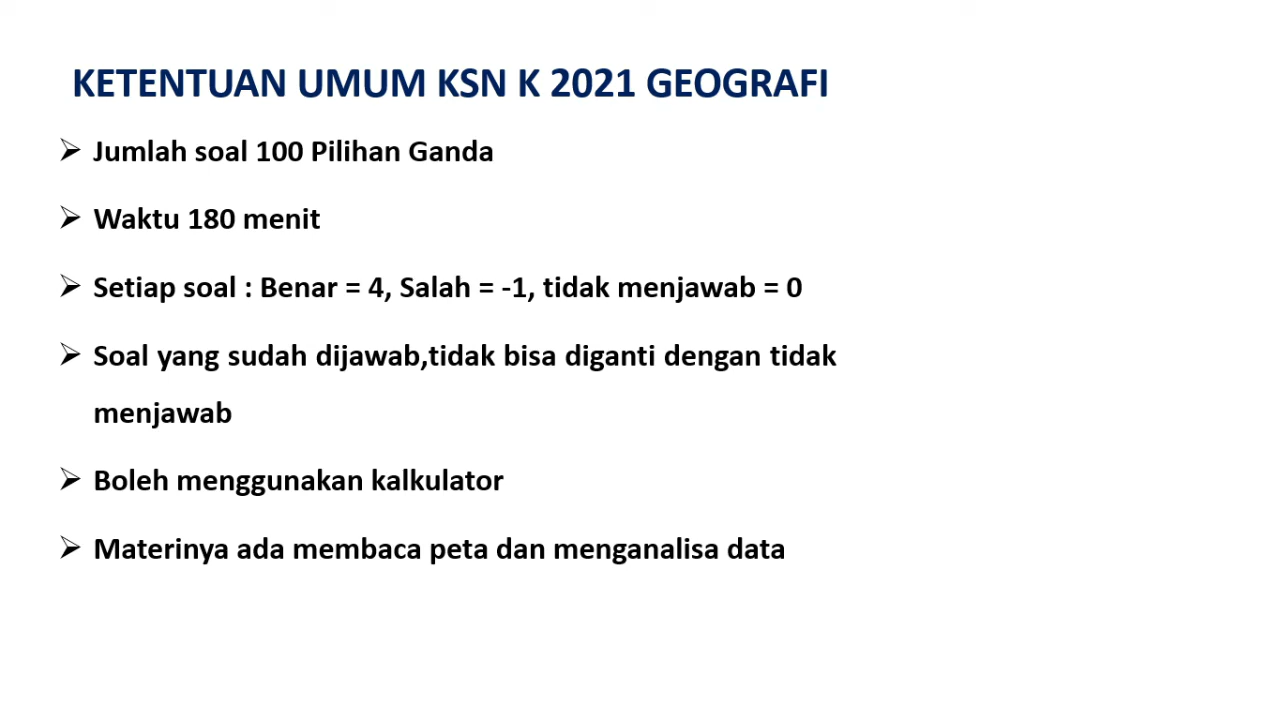 KETENTUAN UMUM KSN K 2021 GEOGRAFI
➢ Jumlah soal 100 Pilihan Ganda
➢ Waktu 180 menit
➢ Setiap soal : Benar = 4, Salah = -1, tidak menjawab = 0
➢ Soal yang sudah dijawab,tidak bisa diganti dengan tidak
menjawab
➢ Boleh menggunakan kalkulator
➢ Materinya ada membaca peta dan menganalisa data